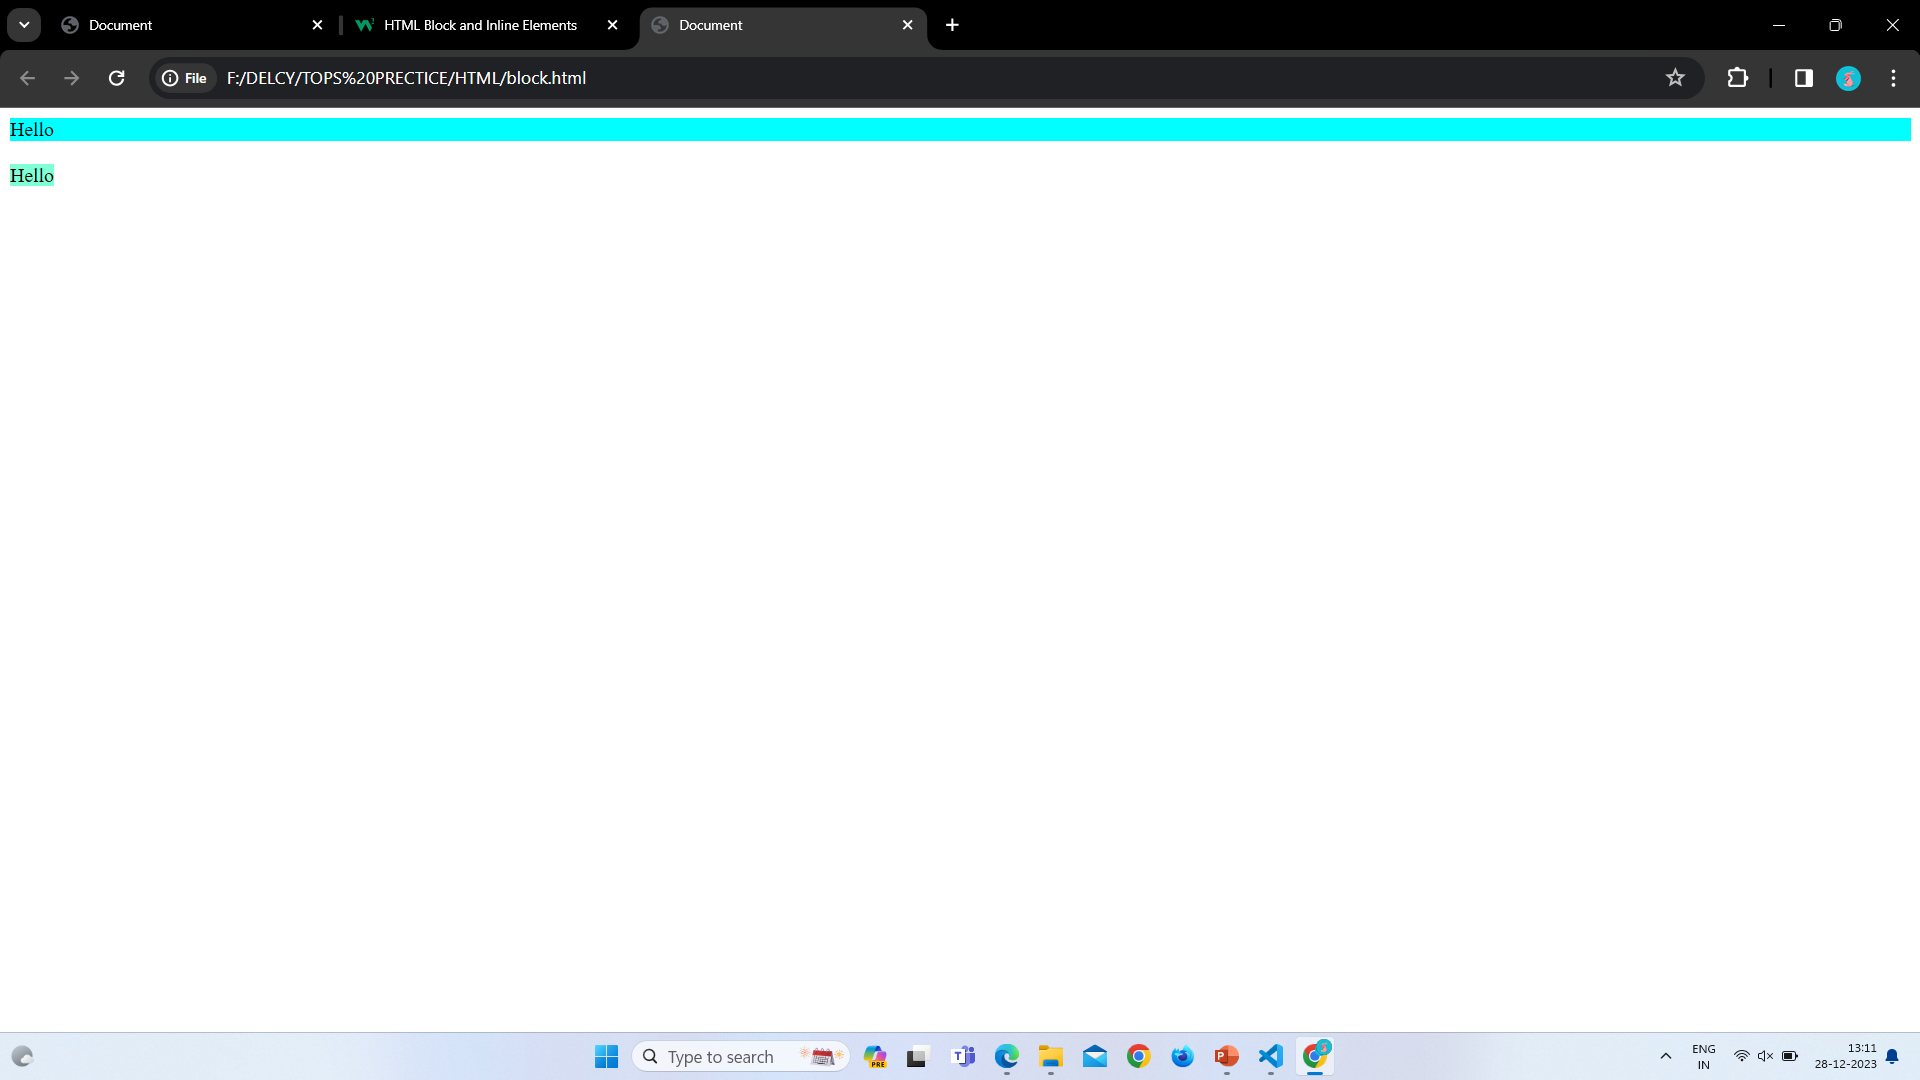 Document
HTML Block and Inline Elements
Document
File
F:/DELCY/TOPS%20PRECTICE/HTML/block.html
Hello
Hello
Type to search
PRE
ENG
IN
13:11
28-12-2023